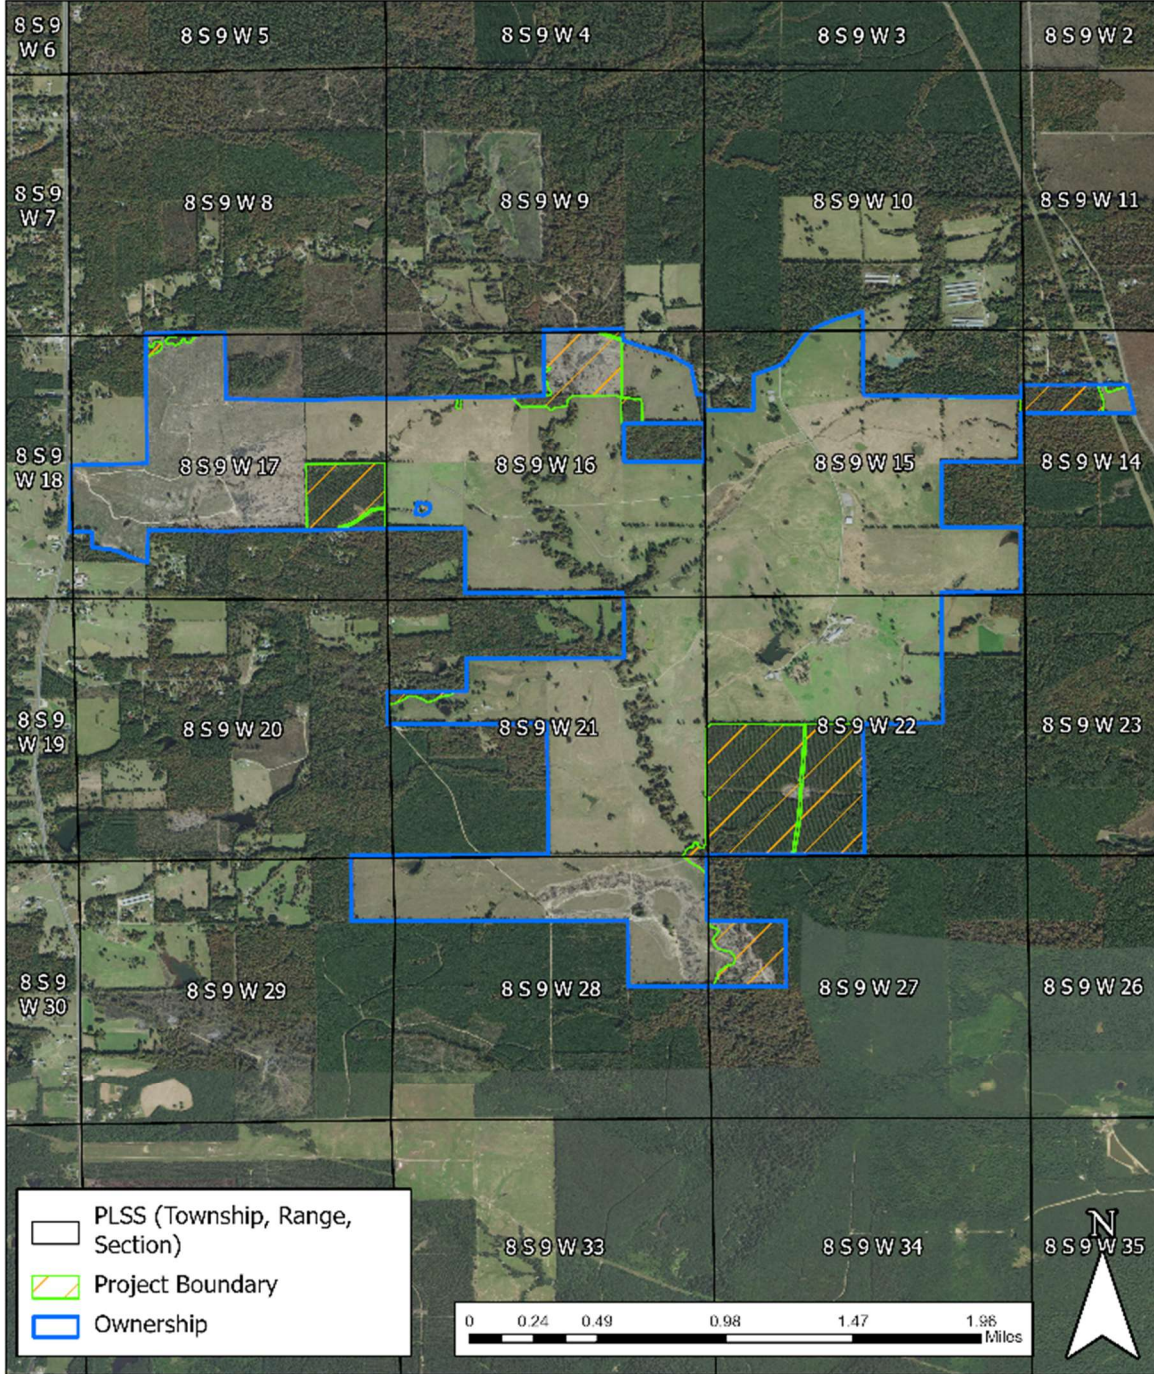 8 S 9
W 6
8 S 9 W 5
8 S 9 W 4
8 S 9 W 3
8 S 9 W 2
8 S 9
W 7
8 S 9 W 8
8 S 9 W 9
8 S 9 W 10
8 S 9 W 11
8 S 9
W 18
8 S 9 W 17
8 S 9 W 16
8 S 9 W 15
8 S 9 W 14
8 S 9
W 19
8 S 9 W 20
8 S 9 W 21
8 S 9 W 22
8 S 9 W 23
8 S 9
W 30
8 S 9 W 29
8 S 9 W 28
8 S 9 W 27
8 S 9 W 26
8 S 9 W 33
8 S 9 W 34
8 S 9 W 35
PLSS (Township, Range,
Section)
Project Boundary
Ownership
0 0.24 0.49 0.98 1.47 1.96
Miles
N